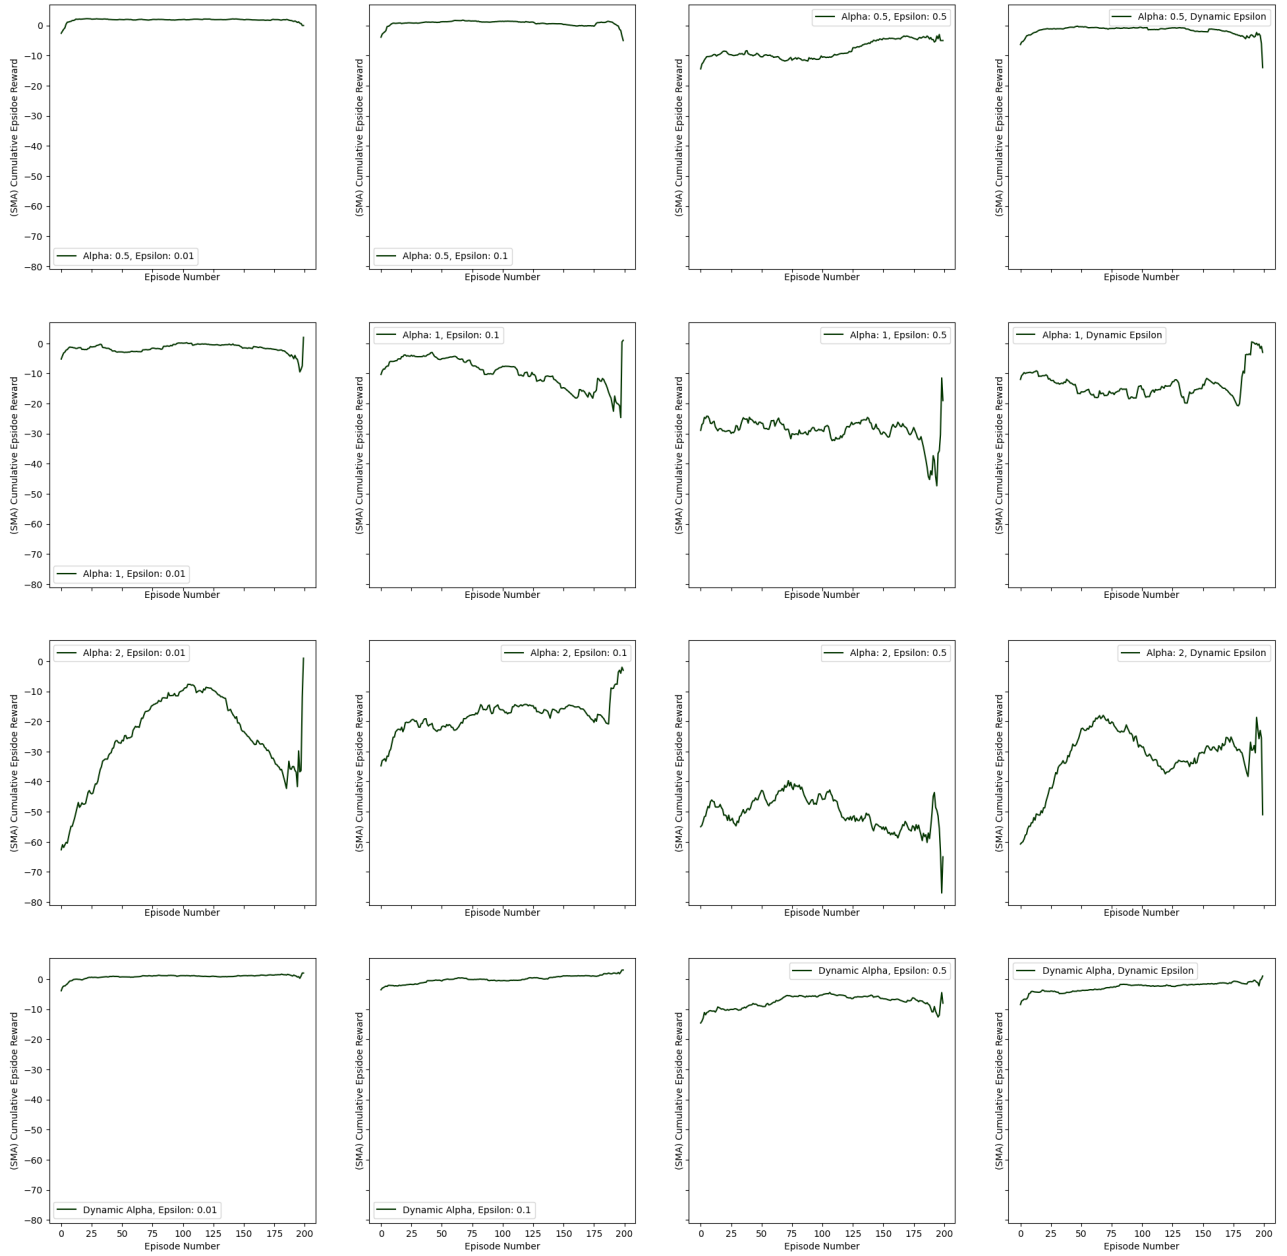 0
−10
−20
−30
−40
−50
−60
−70
−80
(SMA) Cumulative Epsidoe Reward
Alpha: 0.5, Epsilon: 0.01
Episode Number
(SMA) Cumulative Epsidoe Reward
Alpha: 0.5, Epsilon: 0.1
Episode Number
(SMA) Cumulative Epsidoe Reward
Alpha: 0.5, Epsilon: 0.5
Episode Number
(SMA) Cumulative Epsidoe Reward
Alpha: 0.5, Dynamic Epsilon
Episode Number
0
−10
−20
−30
−40
−50
−60
−70
−80
(SMA) Cumulative Epsidoe Reward
Alpha: 1, Epsilon: 0.01
Episode Number
(SMA) Cumulative Epsidoe Reward
Alpha: 1, Epsilon: 0.1
Episode Number
(SMA) Cumulative Epsidoe Reward
Alpha: 1, Epsilon: 0.5
Episode Number
(SMA) Cumulative Epsidoe Reward
Alpha: 1, Dynamic Epsilon
Episode Number
0
−10
−20
−30
−40
−50
−60
−70
−80
(SMA) Cumulative Epsidoe Reward
Alpha: 2, Epsilon: 0.01
Episode Number
(SMA) Cumulative Epsidoe Reward
Alpha: 2, Epsilon: 0.1
Episode Number
(SMA) Cumulative Epsidoe Reward
Alpha: 2, Epsilon: 0.5
Episode Number
(SMA) Cumulative Epsidoe Reward
Alpha: 2, Dynamic Epsilon
Episode Number
0
−10
−20
−30
−40
−50
−60
−70
−80
(SMA) Cumulative Epsidoe Reward
Dynamic Alpha, Epsilon: 0.01
0 25 50 75 100 125 150 175 200
Episode Number
(SMA) Cumulative Epsidoe Reward
Dynamic Alpha, Epsilon: 0.1
0 25 50 75 100 125 150 175 200
Episode Number
(SMA) Cumulative Epsidoe Reward
Dynamic Alpha, Epsilon: 0.5
0 25 50 75 100 125 150 175 200
Episode Number
(SMA) Cumulative Epsidoe Reward
Dynamic Alpha, Dynamic Epsilon
0 25 50 75 100 125 150 175 200
Episode Number